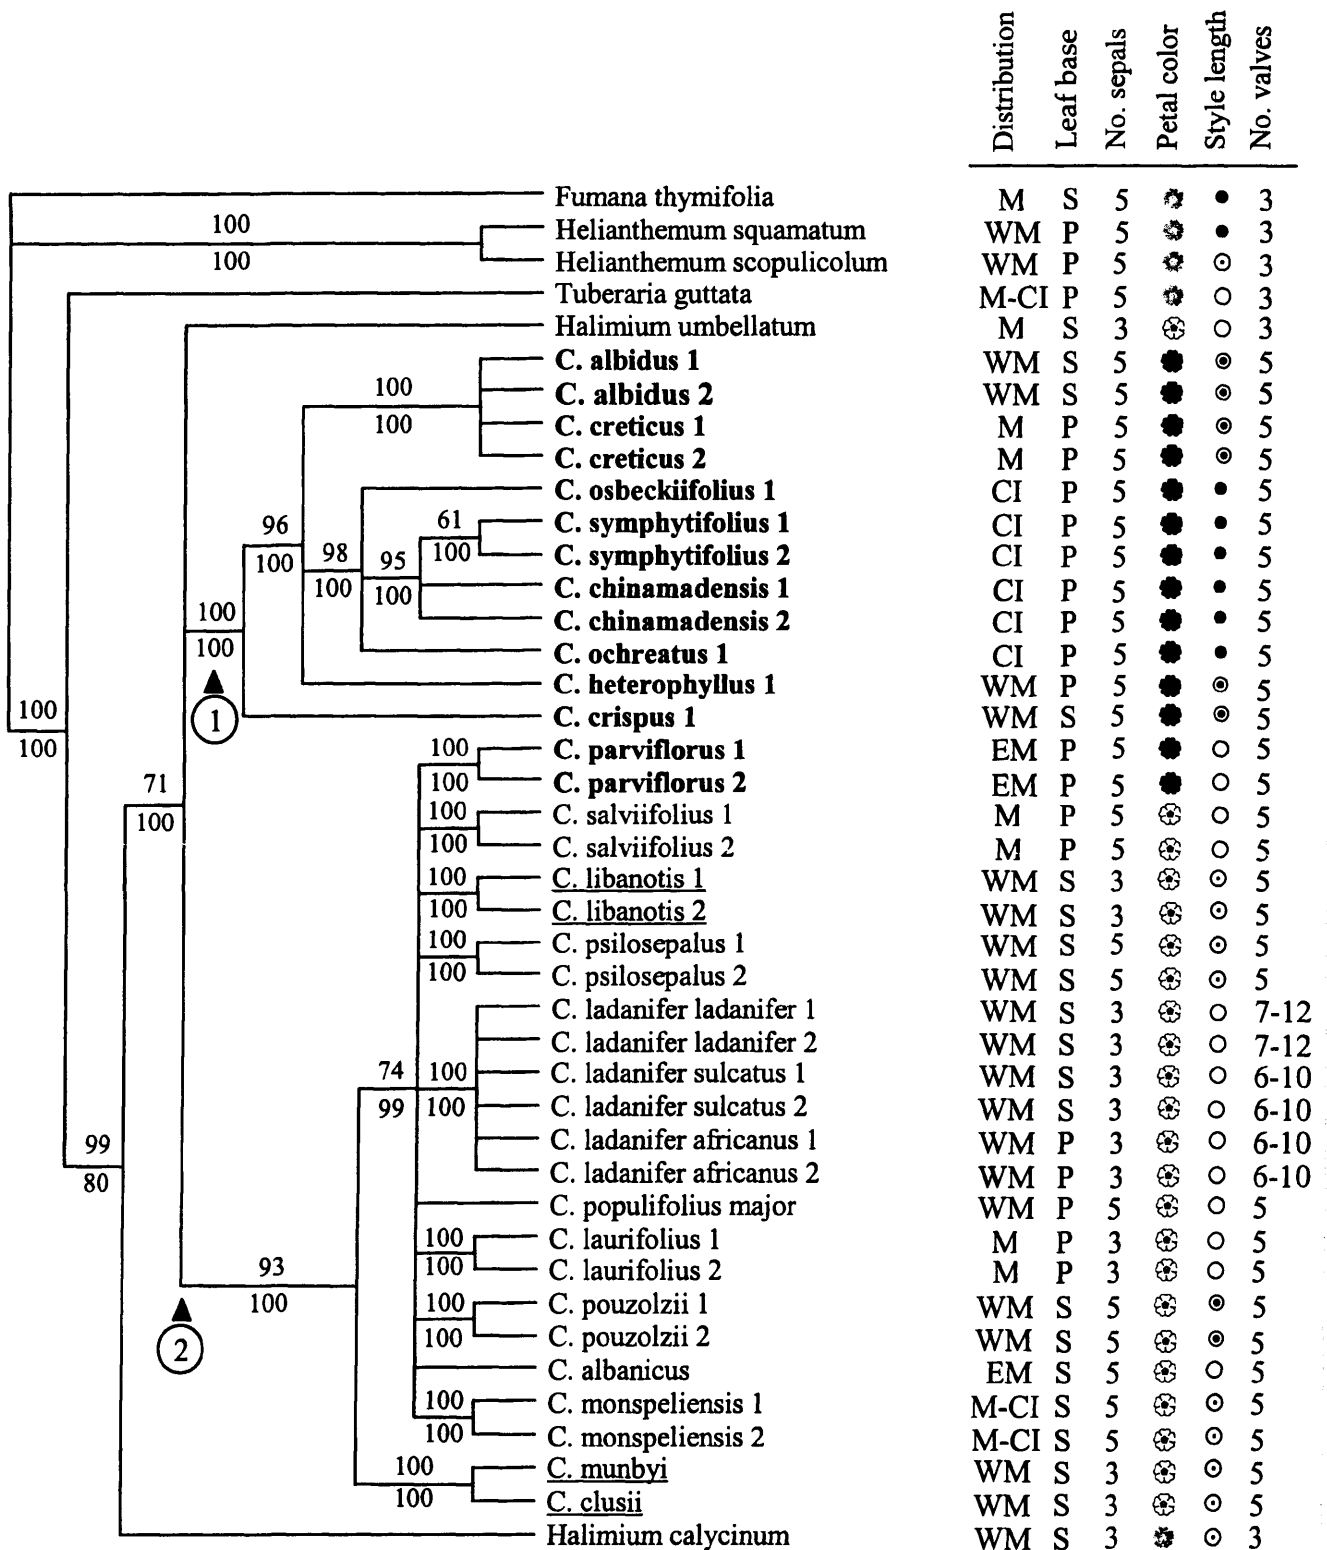 Distribution
Leaf base
No. sepals
Petal color
Style length
No. valves
Fumana thymifolia M S 5 3
100
Helianthemum squamatum WM P 5 3
100
Helianthemum scopulicolum WM P 5 3
Tuberaria guttata M-CI P 5 3
Halimium umbellatum M S 3 3
C. albidus 1 WM S 5 5
100
C. albidus 2 WM S 5 5
100
C. creticus 1 M P 5 5
C. creticus 2 M P 5 5
C. osbeckiifolius 1 CI P 5 5
96
61
C. symphytifolius 1 CI P 5 5
100
98
95
100
C. symphytifolius 2 CI P 5 5
100
100
C. chinamadensis 1 CI P 5 5
100
C. chinamadensis 2 CI P 5 5
100
C. ochreatus 1 CI P 5 5
C. heterophyllus 1 WM P 5 5
100
1
C. crispus 1 WM S 5 5
100
100
C. parviflorus 1 EM P 5 5
71
100
C. parviflorus 2 EM P 5 5
100
100
C. salviifolius 1 M P 5 5
100
C. salviifolius 2 M P 5 5
100
C. libanotis 1 WM S 3 5
100
C. libanotis 2 WM S 3 5
100
C. psilosepalus 1 WM S 5 5
100
C. psilosepalus 2 WM S 5 5
C. ladanifer ladanifer 1 WM S 3 7-12
C. ladanifer ladanifer 2 WM S 3 7-12
74
100
C. ladanifer sulcatus 1 WM S 3 6-10
99
100
C. ladanifer sulcatus 2 WM S 3 6-10
99
C. ladanifer africanus 1 WM P 3 6-10
80
C. ladanifer africanus 2 WM P 3 6-10
C. populifolius major WM P 5 5
100
C. laurifolius 1 M P 3 5
93
100
C. laurifolius 2 M P 3 5
100
100
C. pouzolzii 1 WM S 5 5
2
100
C. pouzolzii 2 WM S 5 5
C. albanicus EM S 5 5
100
C. monspeliensis 1 M-CI S 5 5
100
C. monspeliensis 2 M-CI S 5 5
100
C. munbyi WM S 3 5
100
C. clusii WM S 3 5
Halimium calycinum WM S 3 3